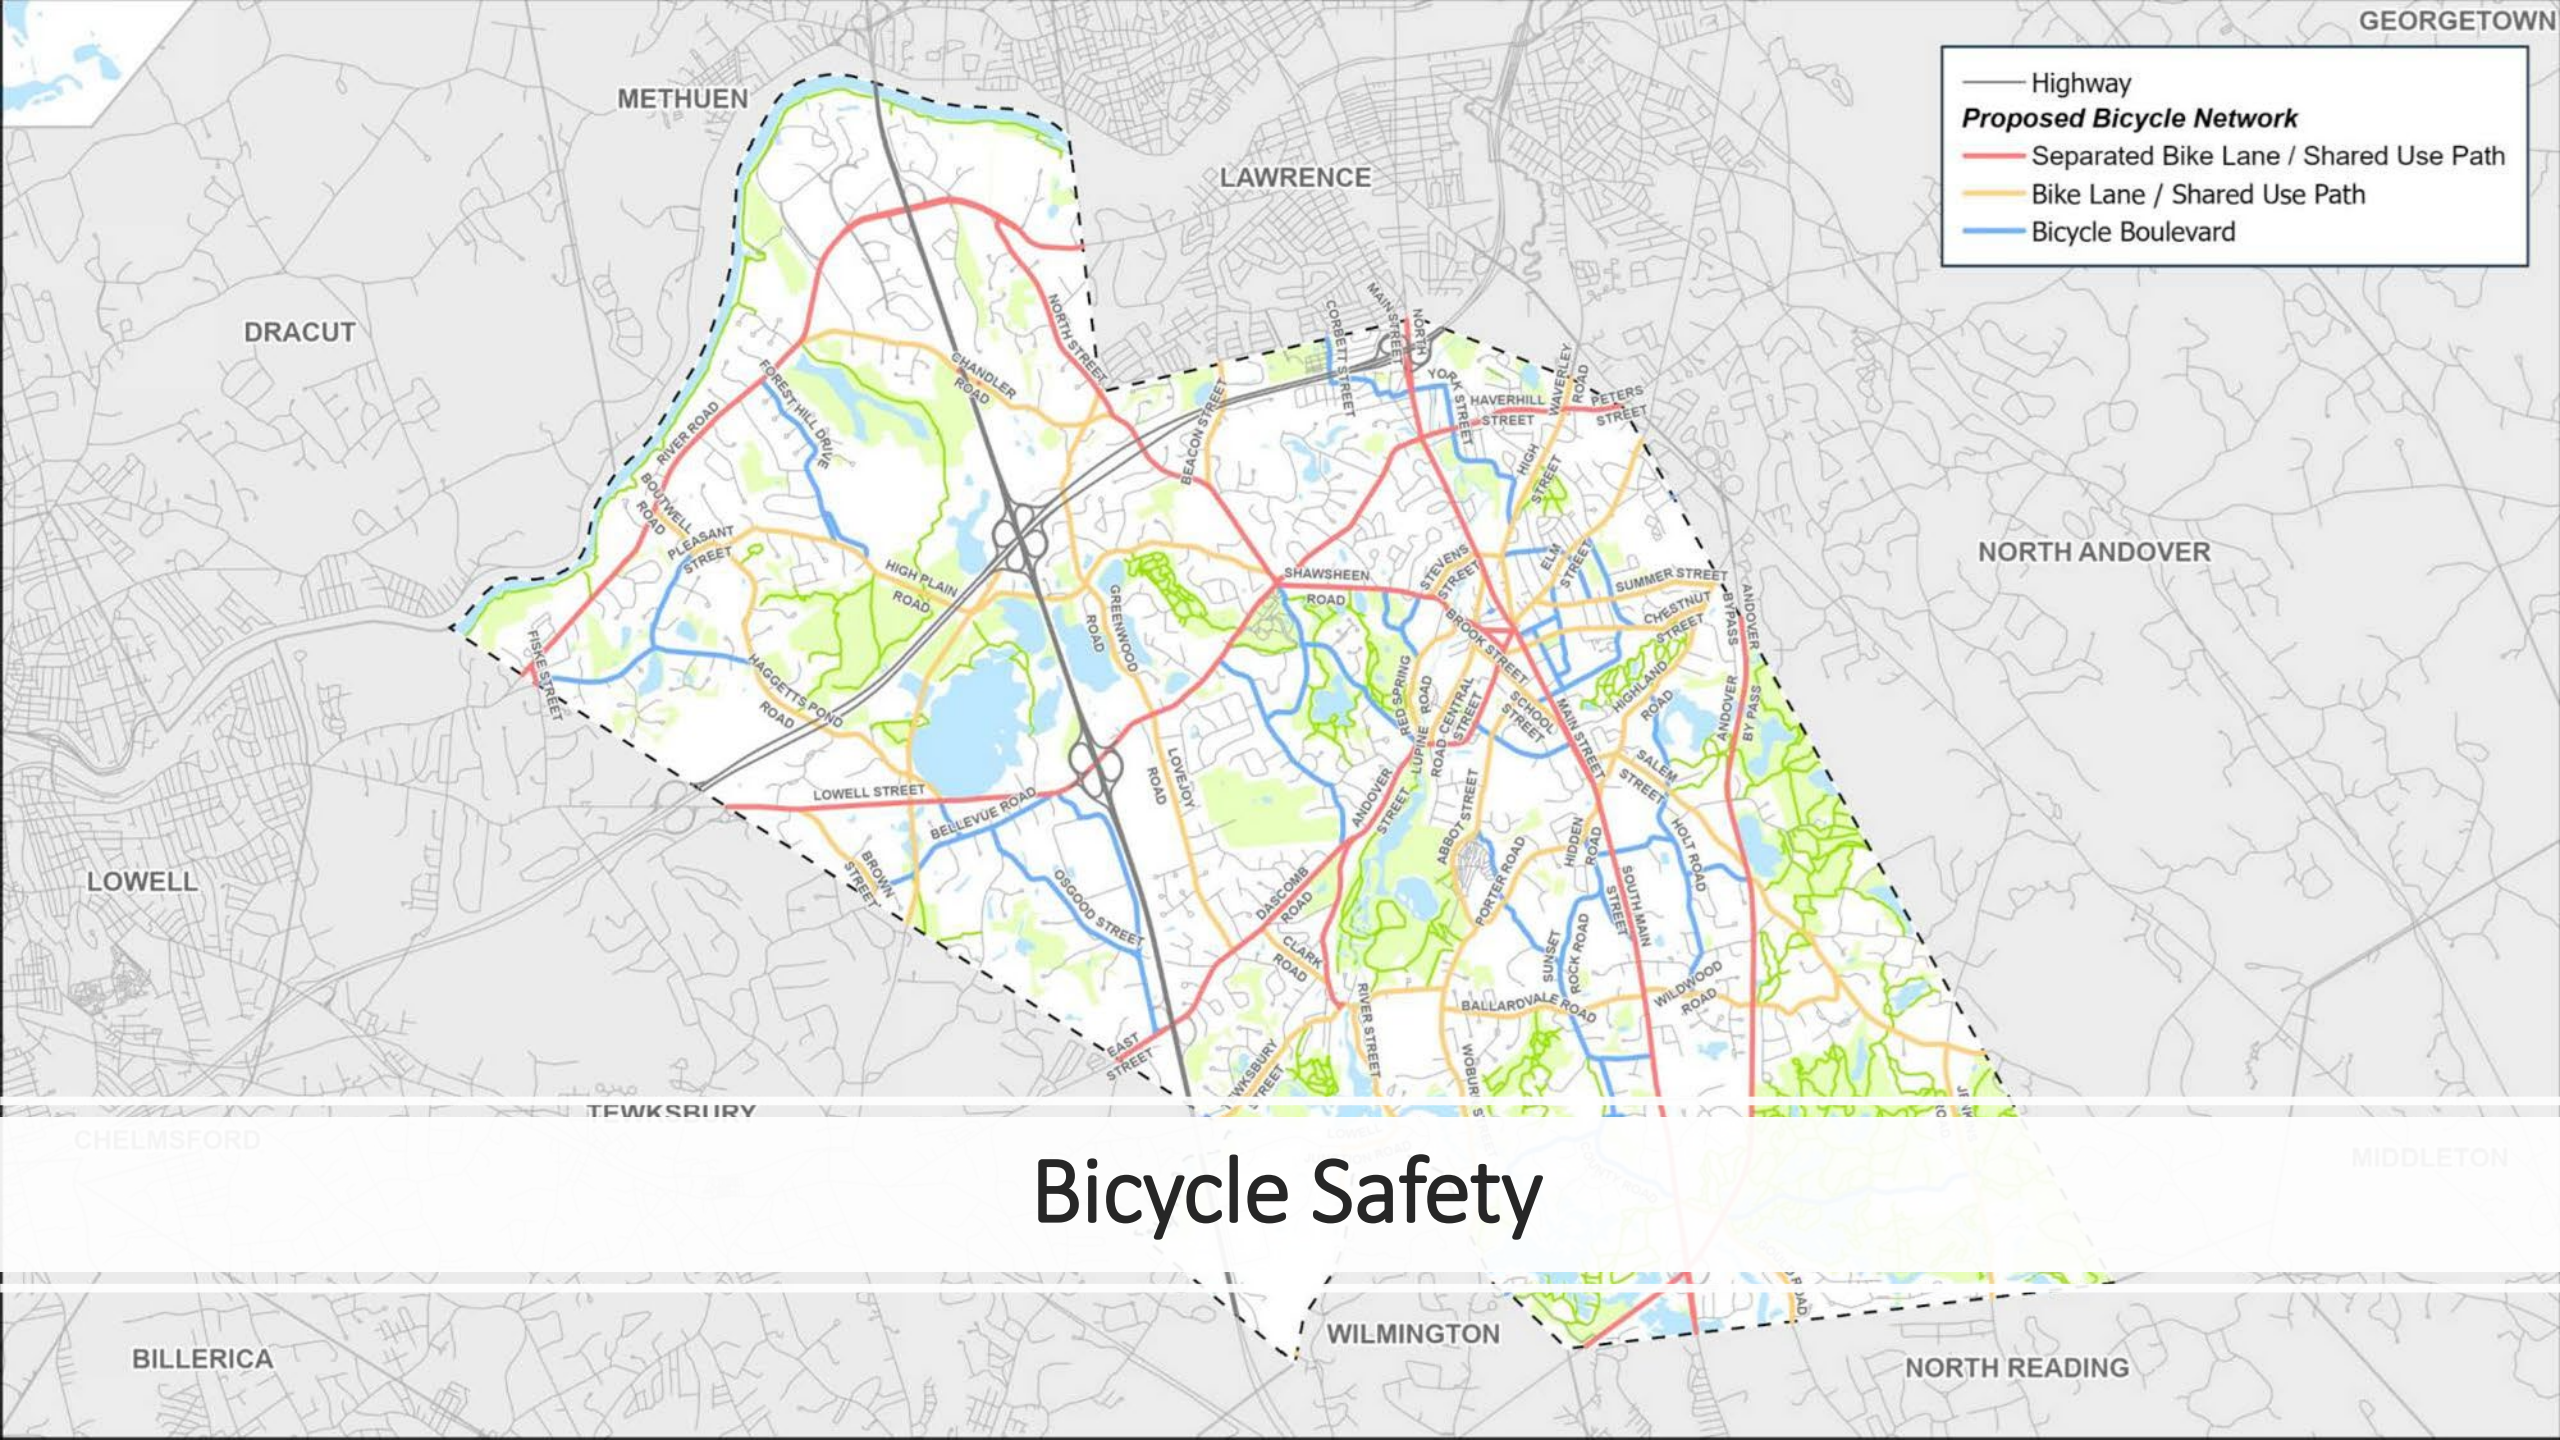 GEORGETOWN
Highway
Proposed Bicycle Network
Separated Bike Lane / Shared Use Path
Bike Lane / Shared Use Path
Bicycle Boulevard
METHUEN
LAWRENCE
DRACUT
NORTH ANDOVER
LOWELL
TEWKSBURY
CHELMSFORD
MIDDLETON
BILLERICA
WILMINGTON
NORTH READING
NORTH STREET
CHANDLER
ROAD
FOREST HILL DRIVE
RIVER ROAD
BOUTWELL
ROAD
PLEASANT
STREET
HIGH PLAIN
ROAD
FISKE STREET
HAGGETTS POND
ROAD
LOWELL STREET
BELLEVUE ROAD
BROWN
STREET
OSGOOD STREET
GREENWOOD
ROAD
LOVEJOY
ROAD
BEACON STREET
CORBETT STREET
NORTH
MAIN STREET
YORK STREET
HAVERHILL
STREET
WAVERLEY
ROAD
PETERS
STREET
HIGH
STREET
SHAWSHEEN
ROAD
STEVENS
STREET
ELM
STREET
SUMMER STREET
CHESTNUT
STREET
ANDOVER
BYPASS
BROOK STREET
RED SPRING
ROAD
CENTRAL
STREET
LUPINE
ROAD
SCHOOL
STREET
MAIN STREET
HIGHLAND
ROAD
ANDOVER
BY PASS
SALEM
STREET
ANDOVER
STREET
ABBOT STREET
PORTER ROAD
HIDDEN
ROAD
HOLT ROAD
SOUTH MAIN
STREET
DASCOMB
ROAD
CLARK
ROAD
SUNSET
ROCK ROAD
BALLARDVALE ROAD
WILDWOOD
ROAD
RIVER STREET
EAST
STREET
Bicycle Safety